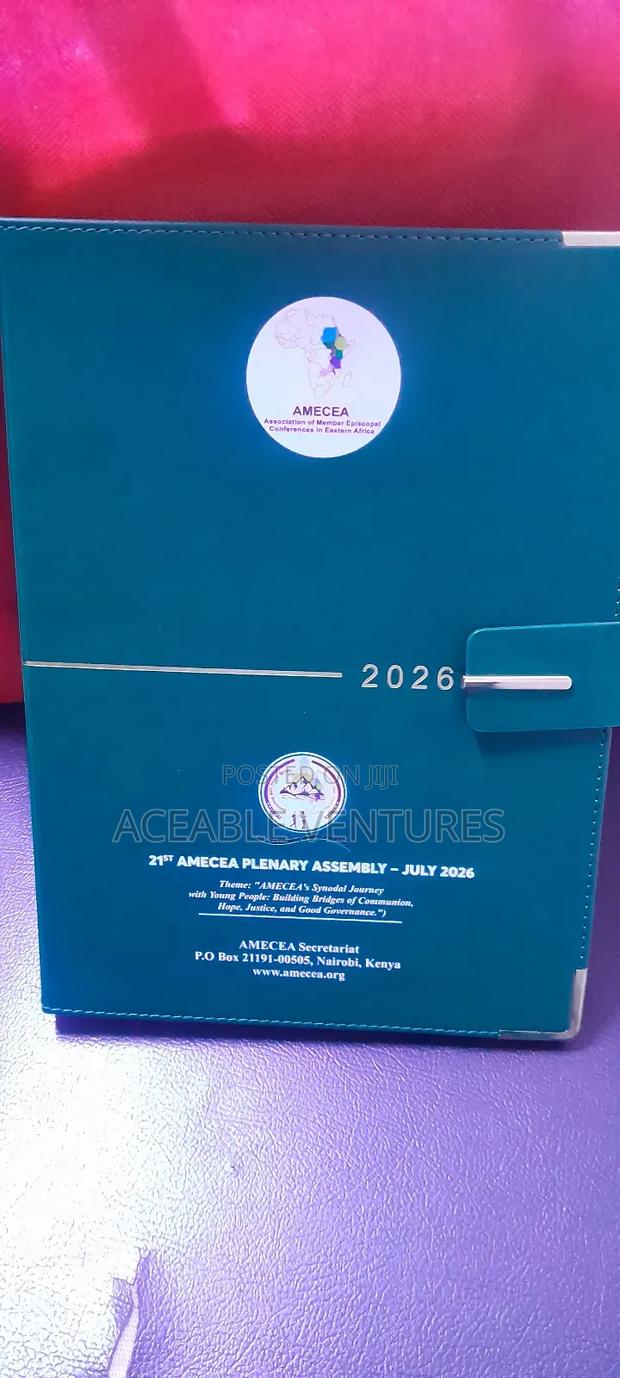 AMECEA
Association of Member Episcopal
Conferences in Eastern Africa
2026
POSTED ON JIJI
ACEABLE VENTURES
21ST AMECEA PLENARY ASSEMBLY – JULY 2026
Theme: "AMECEA's Synodal Journey
with Young People: Building Bridges of Communion,
Hope, Justice, and Good Governance.")
AMECEA Secretariat
P.O Box 21191-00505, Nairobi, Kenya
www.amecea.org